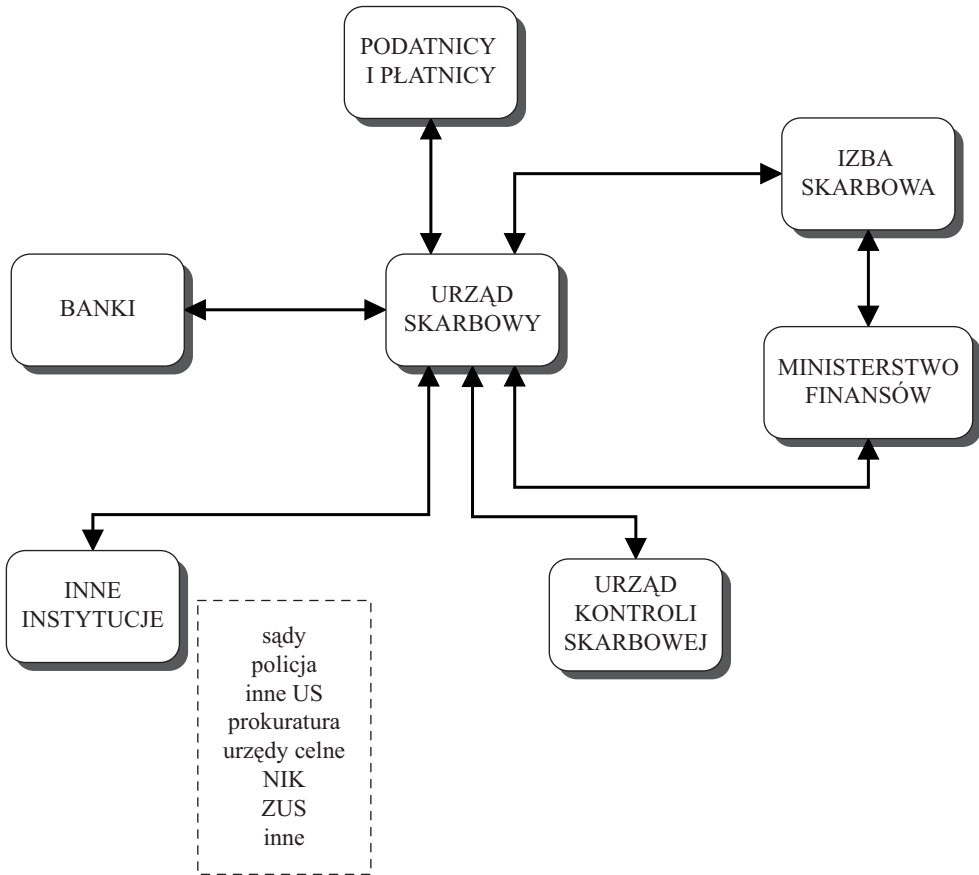 PODATNICY
I PŁATNICY
IZBA
SKARBOWA
BANKI
URZĄD
SKARBOWY
MINISTERSTWO
FINANSÓW
INNE
INSTYTUCJE
URZĄD
KONTROLI
SKARBOWEJ
sądy
policja
inne US
prokuratura
urzędy celne
NIK
ZUS
inne